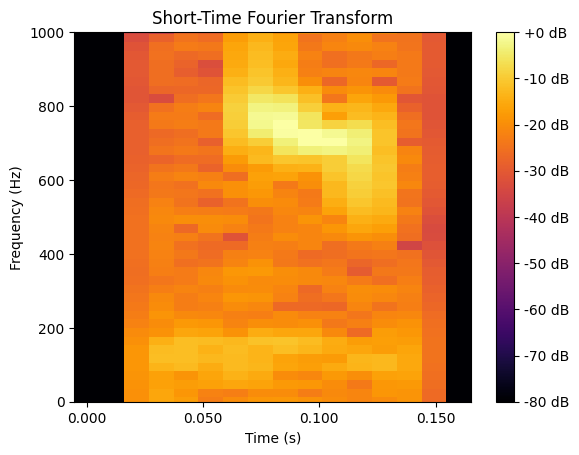 Short-Time Fourier Transform
1000
800
600
400
200
0
Frequency (Hz)
0.000
0.050
0.100
0.150
Time (s)
+0 dB
-10 dB
-20 dB
-30 dB
-40 dB
-50 dB
-60 dB
-70 dB
-80 dB